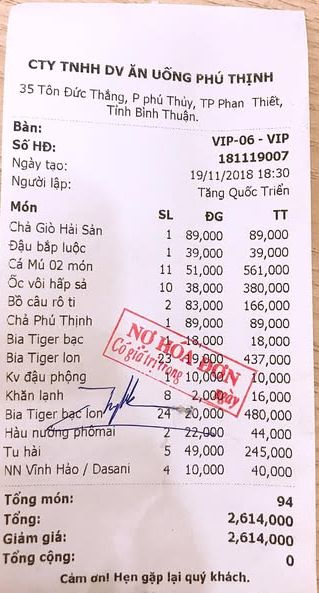 CTY TNHH DV ĂN UỐNG PHÚ THỊNH
35 Tôn Đức Thắng, P phú Thủy, TP Phan Thiết,
Tỉnh Bình Thuận.
Bàn: VIP-06 - VIP
Số HĐ: 181119007
Ngày tạo: 19/11/2018 18:30
Người lập: Tăng Quốc Triển
Món SL ĐG TT
Chả Giò Hải Sản 1 89,000 89,000
Đậu bắp luộc 1 39,000 39,000
Cá Mú 02 món 11 51,000 561,000
Ốc vòi hấp sả 10 38,000 380,000
Bồ câu rô ti 2 83,000 166,000
Chả Phú Thịnh 1 89,000 89,000
Bia Tiger bạc 18,000 18,000
Bia Tiger lon 23 19,000 437,000
Kv đậu phộng 1 10,000 10,000
Khăn lạnh 8 2,000 16,000
Bia Tiger bạc lon 24 20,000 480,000
Hàu nướng phômai 2 22,000 44,000
Tu hài 5 49,000 245,000
NN Vĩnh Hảo / Dasani 4 10,000 40,000
NỢ HÓA ĐƠN
Có giá trị trong ngày
Tổng món: 94
Tổng: 2,614,000
Giảm giá: 2,614,000
Tổng cộng: 0
Cảm ơn! Hẹn gặp lại quý khách.